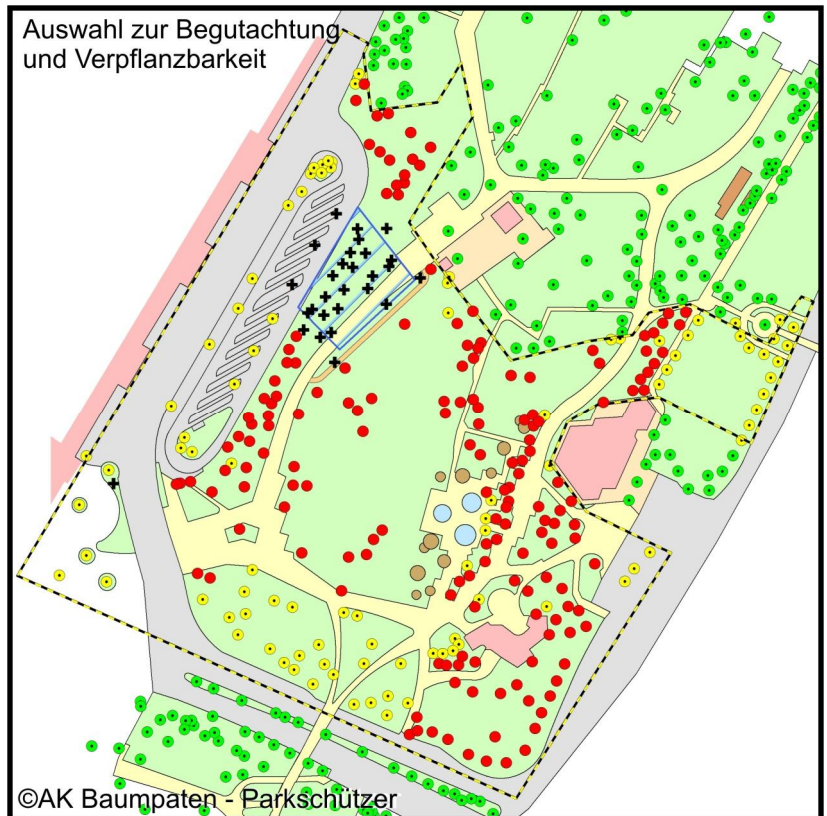 Auswahl zur Begutachtung
und Verpflanzbarkeit
©AK Baumpaten - Parkschützer